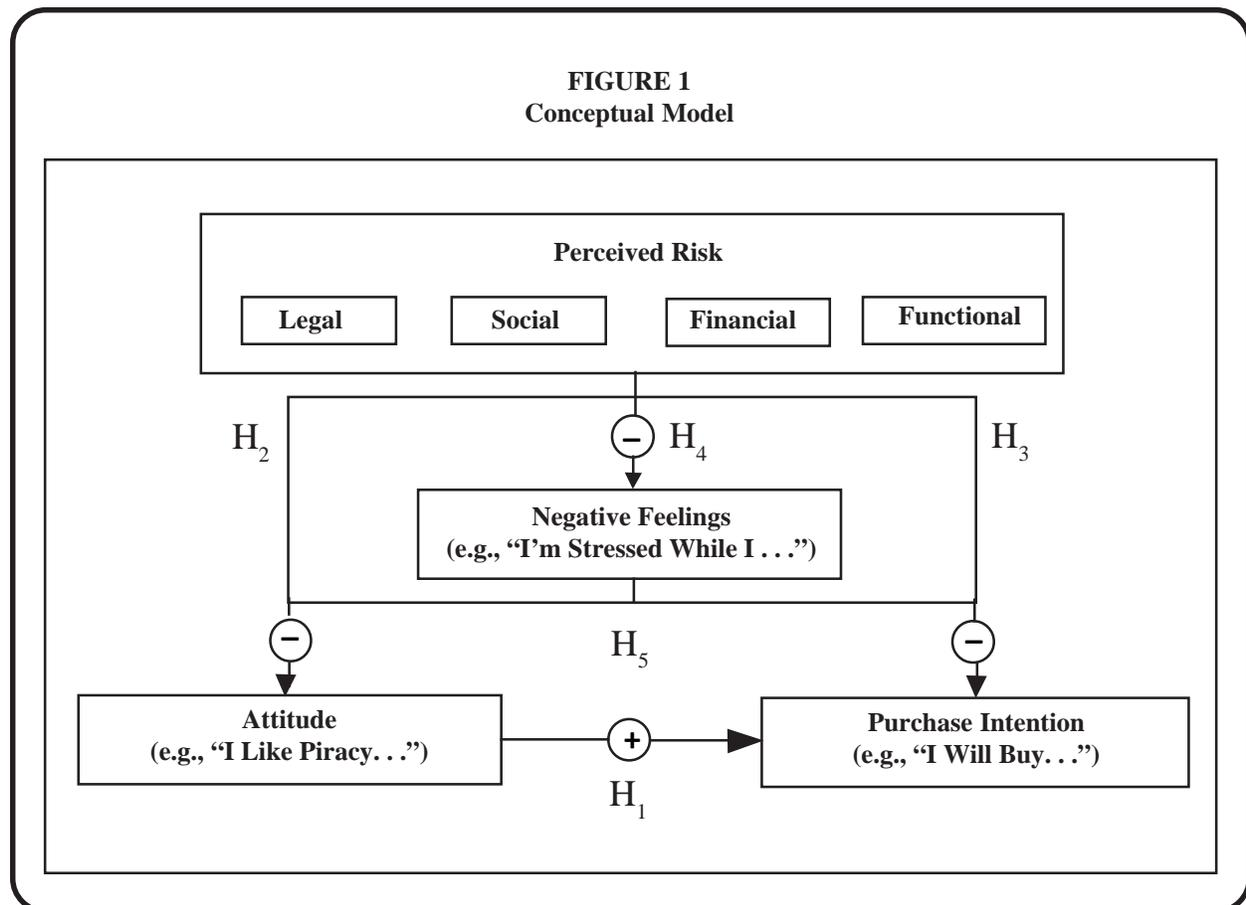 FIGURE 1
Conceptual Model
Perceived Risk
Legal Social Financial Functional
H2 − H4 H3
Negative Feelings
(e.g., “I’m Stressed While I . . .”)
− H5 −
Attitude
(e.g., “I Like Piracy. . .”)
+
Purchase Intention
(e.g., “I Will Buy. . .”)
H1